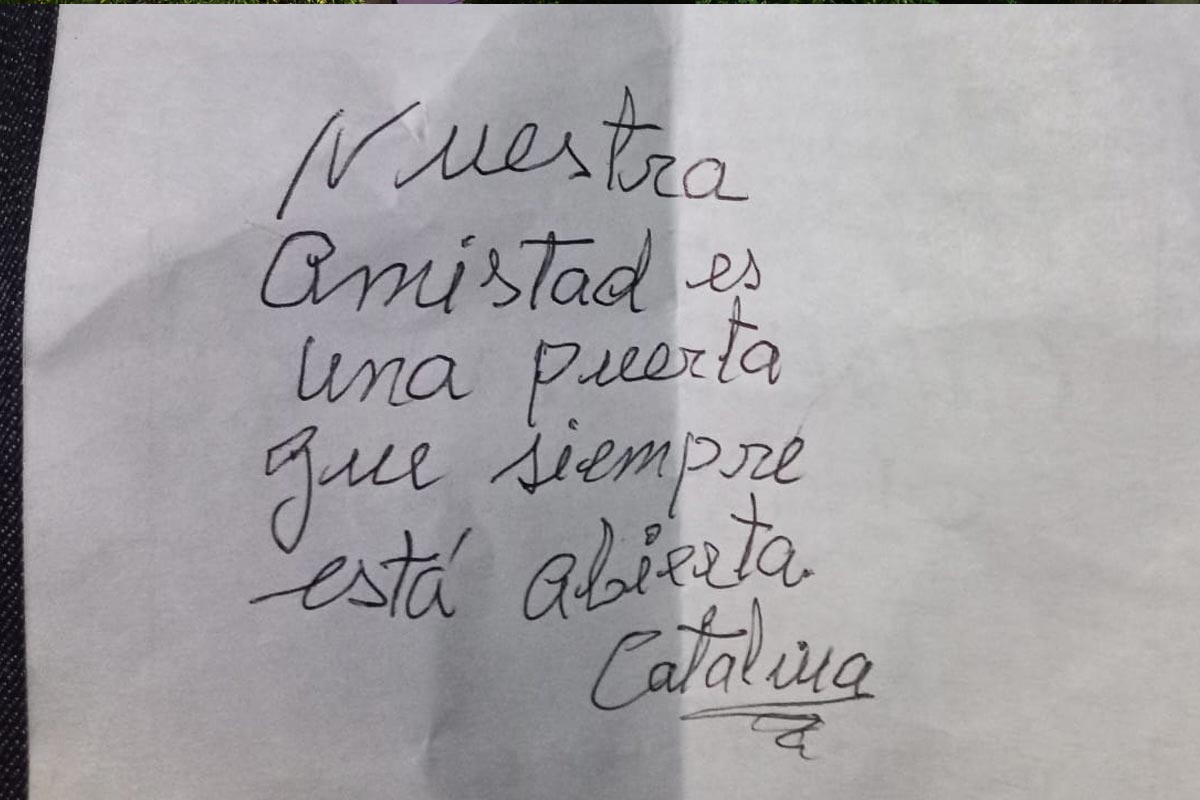 Nuestra
Amistad es
una puerta
que siempre
está abierta.
Catalina